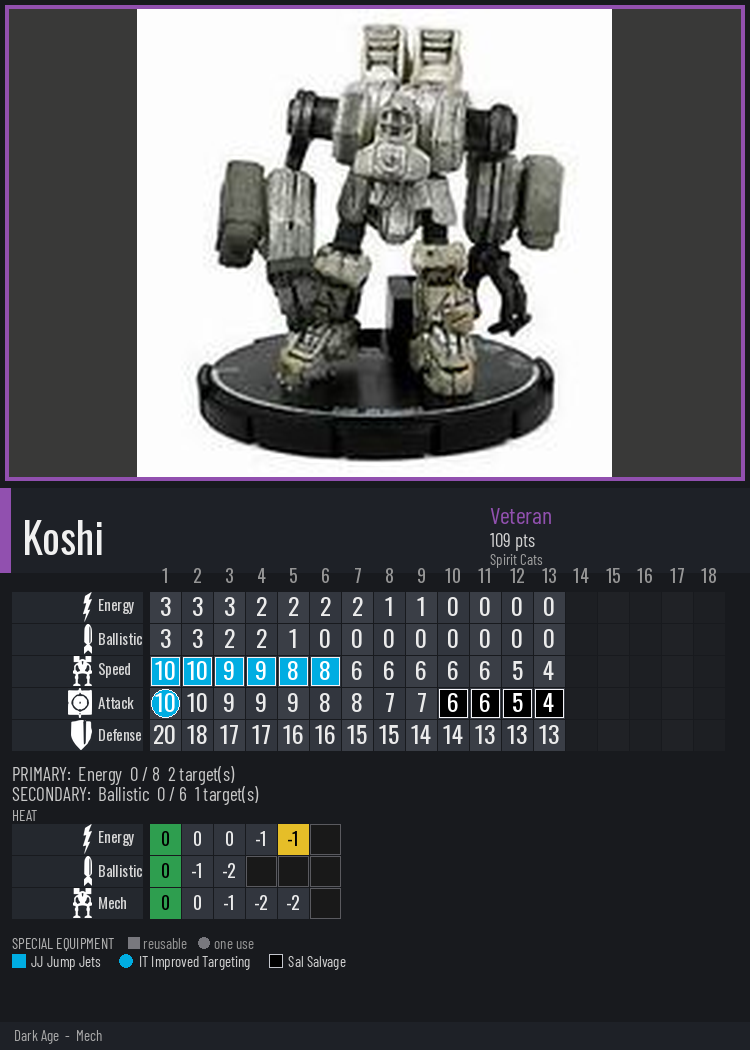 Koshi
Veteran
109 pts
Spirit Cats
1 2 3 4 5 6 7 8 9 10 11 12 13 14 15 16 17 18
Energy 3 3 3 2 2 2 2 1 1 0 0 0 0
Ballistic 3 3 2 2 1 0 0 0 0 0 0 0 0
Speed 10 10 9 9 8 8 6 6 6 6 6 5 4
Attack 10 10 9 9 9 8 8 7 7 6 6 5 4
Defense 20 18 17 17 16 16 15 15 14 14 13 13 13
PRIMARY: Energy 0 / 8 2 target(s)
SECONDARY: Ballistic 0 / 6 1 target(s)
HEAT
Energy 0 0 0 -1 -1
Ballistic 0 -1 -2
Mech 0 0 -1 -2 -2
SPECIAL EQUIPMENT reusable one use
JJ Jump Jets IT Improved Targeting Sal Salvage
Dark Age - Mech